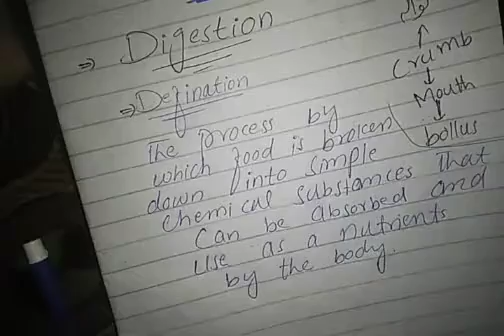 ⇒ Digestion
⇒ Defination
The process by
which food is broken
down into simple
chemical substances that
can be absorbed and
use as a nutrients
by the body.
↑
Crumb
↓
Mouth
↓
bollus